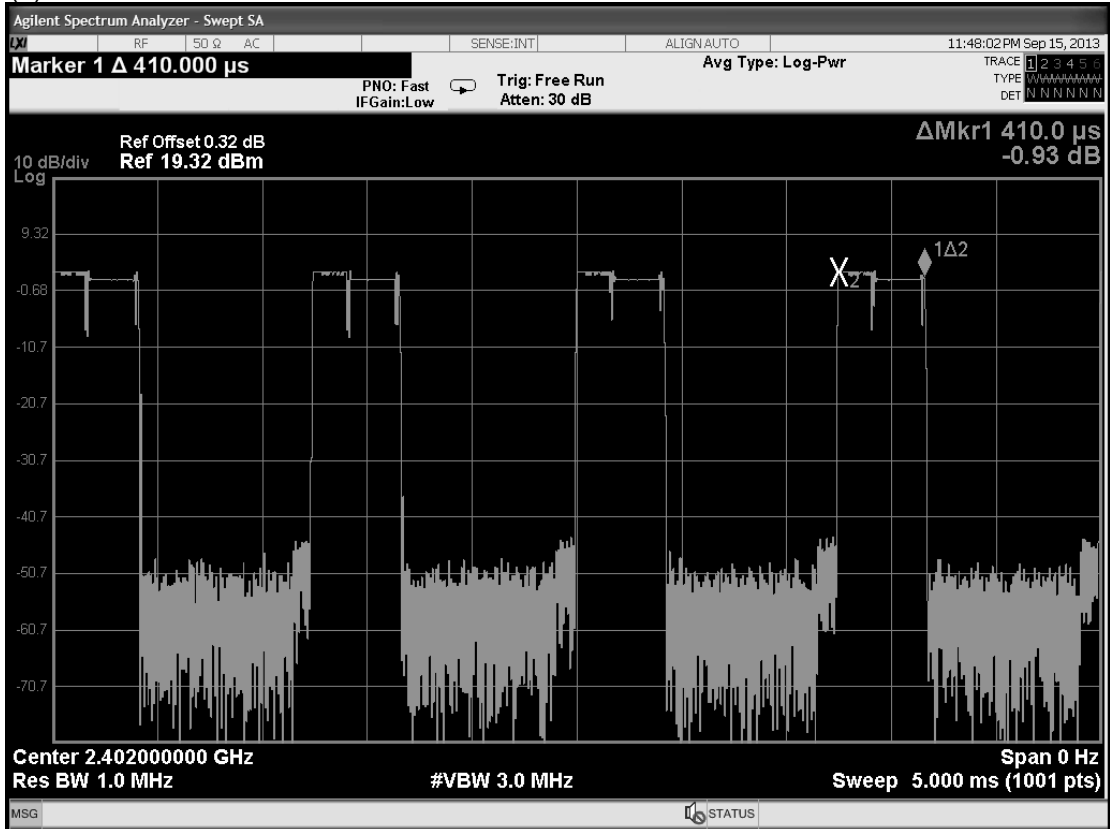 Agilent Spectrum Analyzer - Swept SA
LXI RF 50 Ω AC SENSE:INT ALIGNAUTO 11:48:02 PM Sep 15, 2013
Marker 1 Δ 410.000 µs Avg Type: Log-Pwr TRACE 1 2 3 4 5 6
PNO: Fast Trig: Free Run TYPE WWWWWW
IFGain:Low Atten: 30 dB DET N N N N N N
ΔMkr1 410.0 µs
Ref Offset 0.32 dB
10 dB/div Ref 19.32 dBm -0.93 dB
Log
9.32
1Δ2
X2
-0.68
-10.7
-20.7
-30.7
-40.7
-50.7
-60.7
-70.7
Center 2.402000000 GHz Span 0 Hz
Res BW 1.0 MHz #VBW 3.0 MHz Sweep 5.000 ms (1001 pts)
MSG STATUS